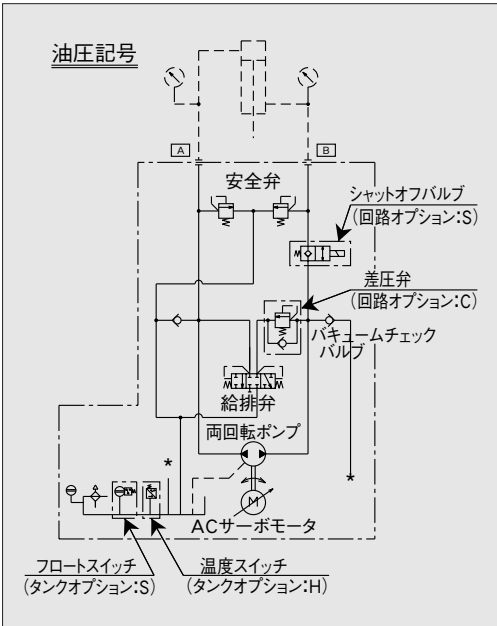 油圧記号
A
B
安全弁
シャットオフバルブ
(回路オプション:S)
差圧弁
(回路オプション:C)
バキュームチェック
バルブ
給排弁
両回転ポンプ
*
*
M
ACサーボモータ
フロートスイッチ
(タンクオプション:S)
温度スイッチ
(タンクオプション:H)